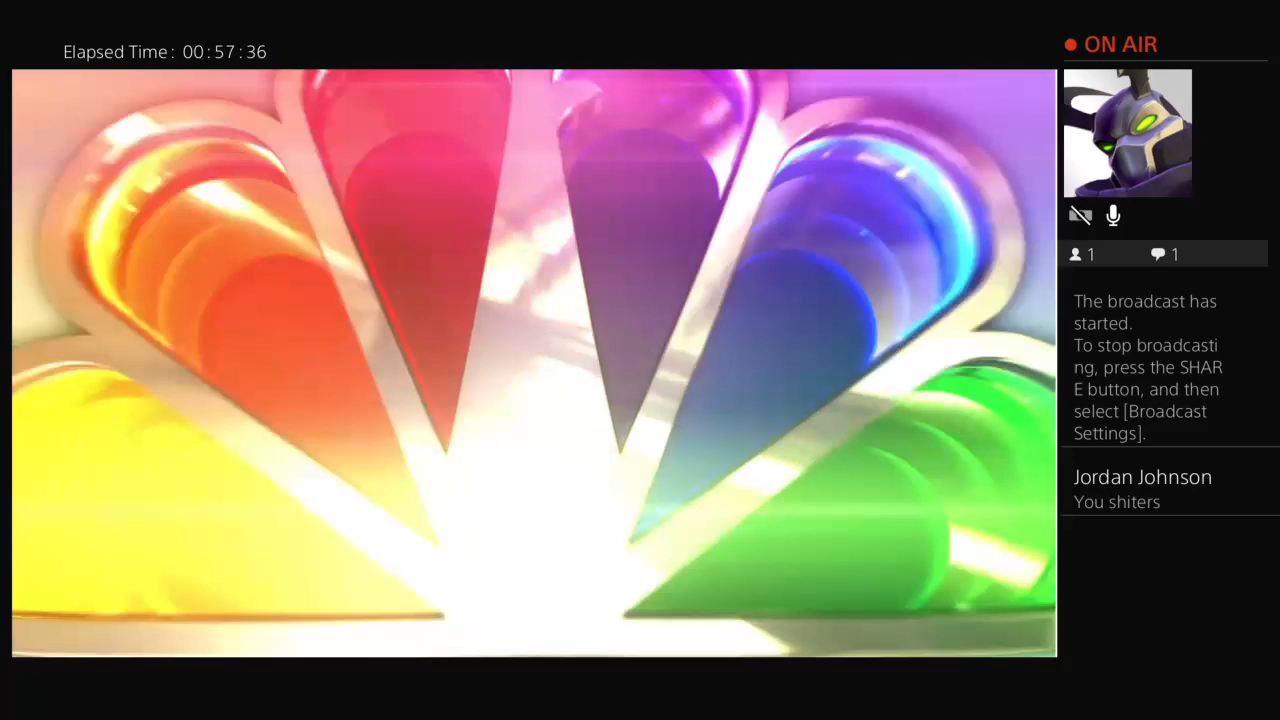 Elapsed Time: 00:57:36
ON AIR
1 1
The broadcast has
started.
To stop broadcasti
ng, press the SHAR
E button, and then
select [Broadcast
Settings].
Jordan Johnson
You shiters